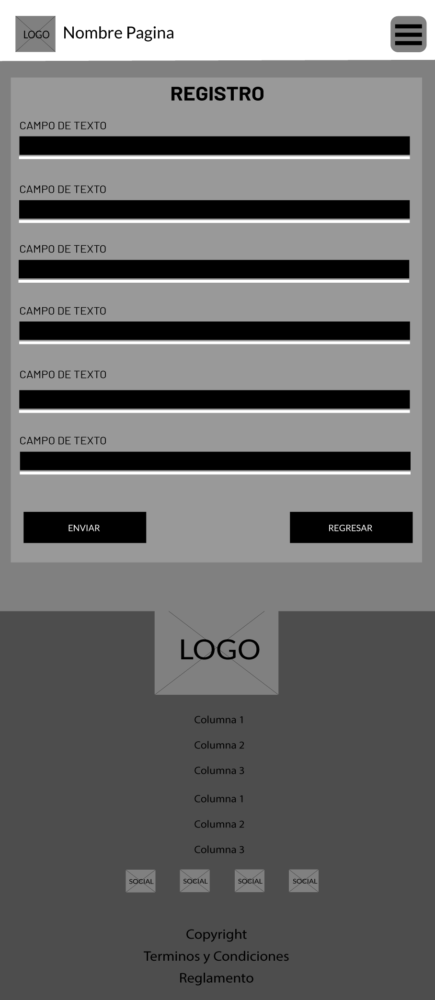 LOGO
Nombre Pagina
REGISTRO
CAMPO DE TEXTO
CAMPO DE TEXTO
CAMPO DE TEXTO
CAMPO DE TEXTO
CAMPO DE TEXTO
CAMPO DE TEXTO
ENVIAR
REGRESAR
LOGO
Columna 1
Columna 2
Columna 3
Columna 1
Columna 2
Columna 3
SOCIAL SOCIAL SOCIAL SOCIAL
Copyright
Terminos y Condiciones
Reglamento